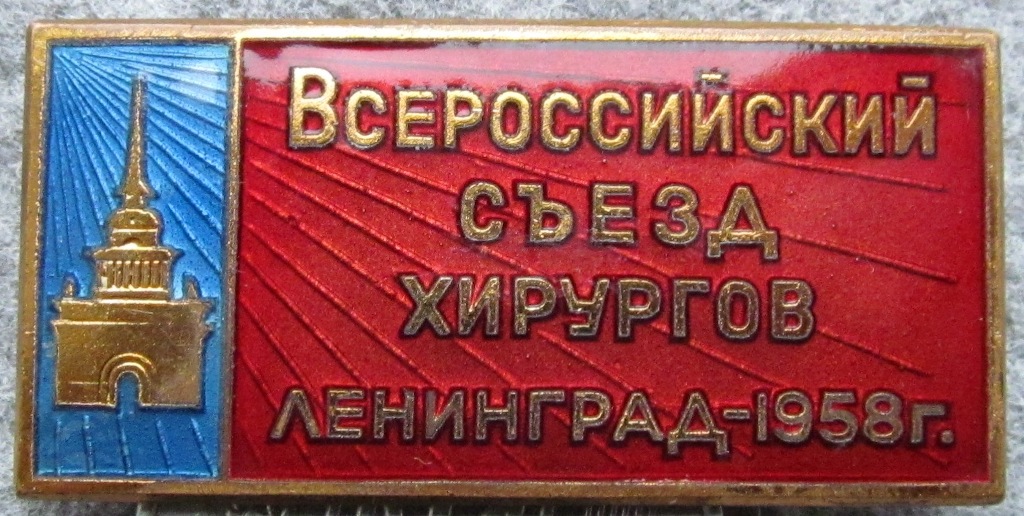 Всероссийский
съезд
хирургов
Ленинград-1958г.